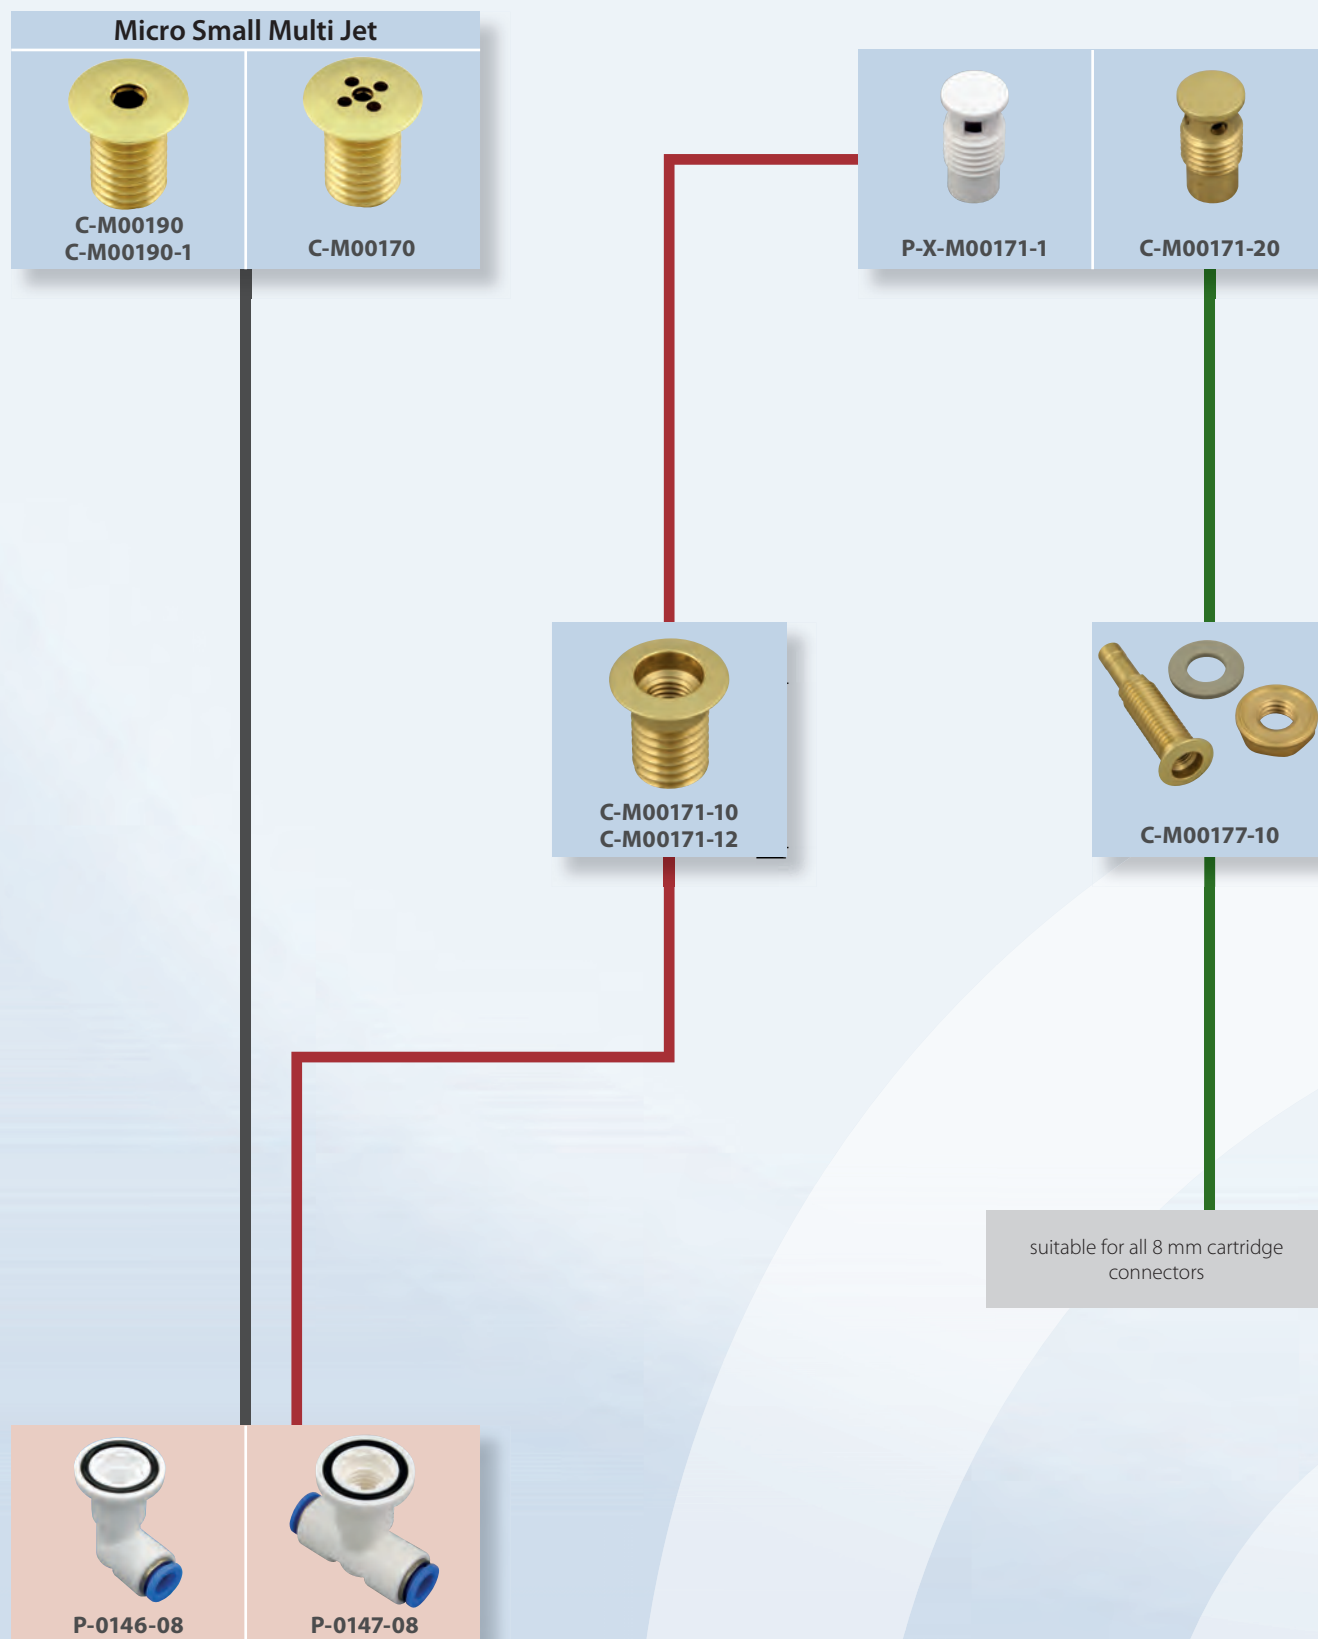 Micro Small Multi Jet
C-M00190
C-M00190-1
C-M00170
P-X-M00171-1
C-M00171-20
C-M00171-10
C-M00171-12
C-M00177-10
suitable for all 8 mm cartridge
connectors
P-0146-08
P-0147-08